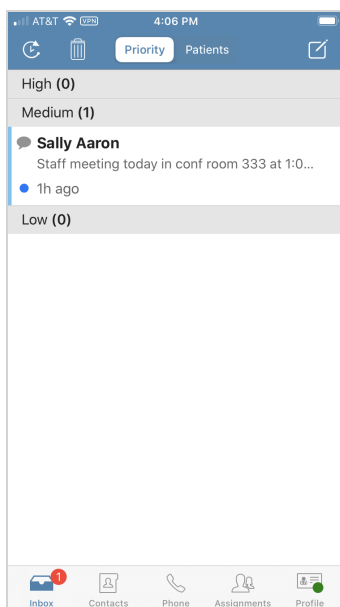 AT&T VPN 4:06 PM
Priority Patients
High (0)
Medium (1)
Sally Aaron
Staff meeting today in conf room 333 at 1:0...
1h ago
Low (0)
1
Inbox Contacts Phone Assignments Profile